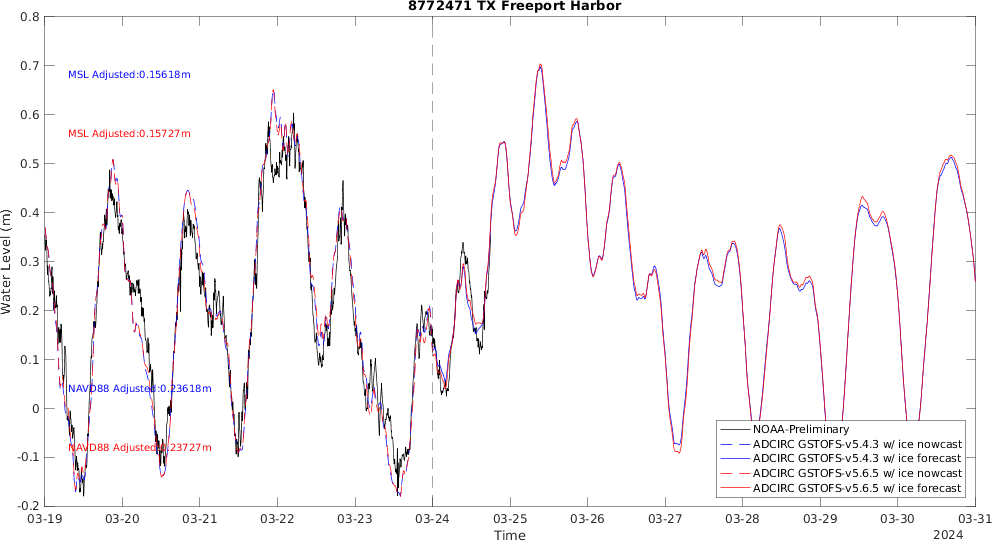 8772471 TX Freeport Harbor
0.8
0.7
0.6
0.5
0.4
0.3
0.2
0.1
0
-0.1
-0.2
Water Level (m)
MSL Adjusted:0.15618m
MSL Adjusted:0.15727m
NAVD88 Adjusted:0.23618m
NAVD88 Adjusted:0.23727m
NOAA-Preliminary
ADCIRC GSTOFS-v5.4.3 w/ ice nowcast
ADCIRC GSTOFS-v5.4.3 w/ ice forecast
ADCIRC GSTOFS-v5.6.5 w/ ice nowcast
ADCIRC GSTOFS-v5.6.5 w/ ice forecast
03-19 03-20 03-21 03-22 03-23 03-24 03-25 03-26 03-27 03-28 03-29 03-30 03-31
Time
2024